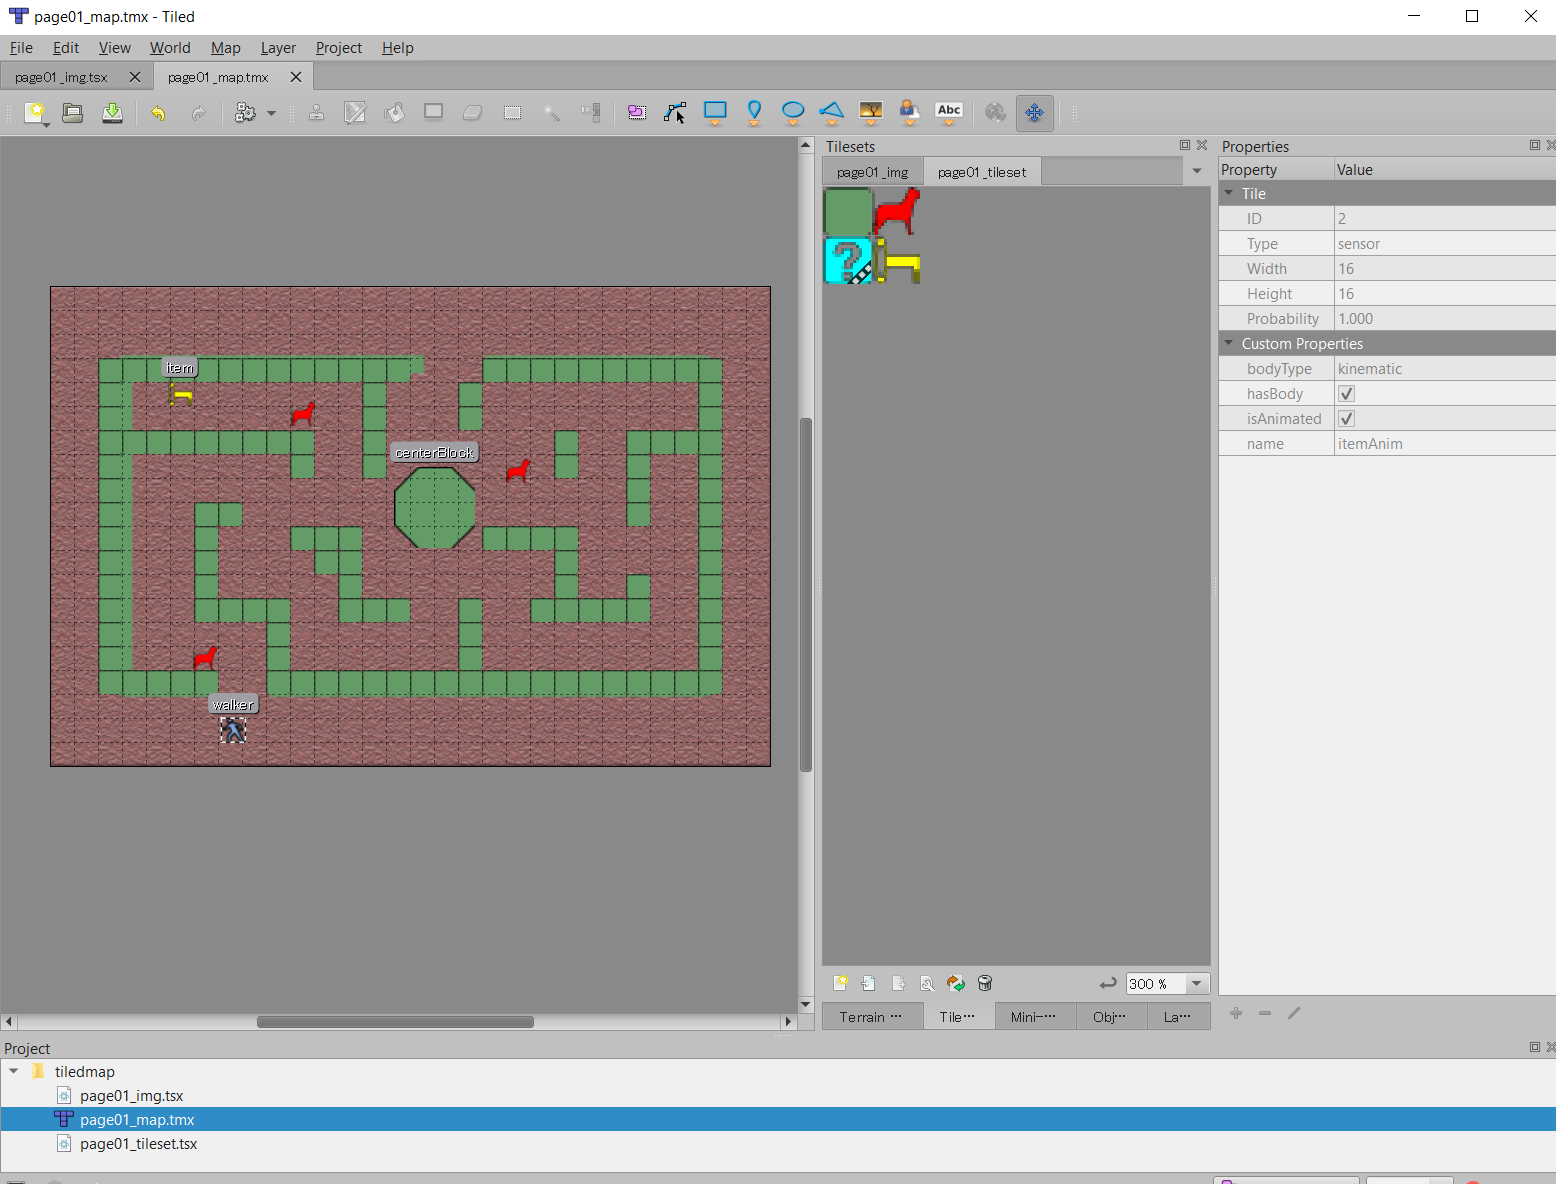 page01_map.tmx - Tiled
File Edit View World Map Layer Project Help
page01_img.tsx page01_map.tmx
Abc
Tilesets
page01_img page01_tileset
item
centerBlock
walker
?
300 %
Terrain ··· Tile··· Mini-··· Obj··· La···
Properties
Property Value
Tile
ID 2
Type sensor
Width 16
Height 16
Probability 1.000
Custom Properties
bodyType kinematic
hasBody
isAnimated
name itemAnim
Project
tiledmap
page01_img.tsx
page01_map.tmx
page01_tileset.tsx